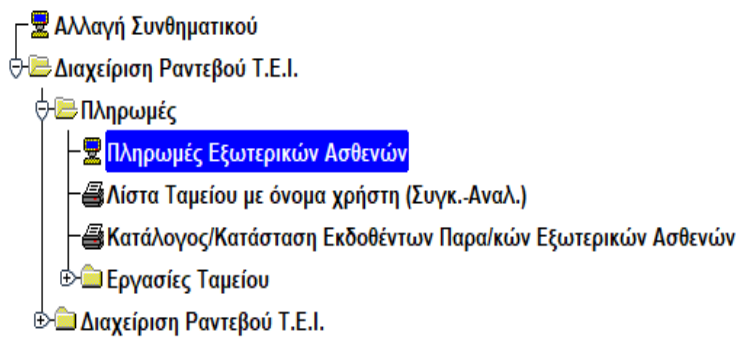 Αλλαγή Συνθηματικού
Διαχείριση Ραντεβού Τ.Ε.Ι.
Πληρωμές
Πληρωμές Εξωτερικών Ασθενών
Λίστα Ταμείου με όνομα χρήστη (Συγκ.-Αναλ.)
Κατάλογος/Κατάσταση Εκδοθέντων Παρα/κών Εξωτερικών Ασθενών
Εργασίες Ταμείου
Διαχείριση Ραντεβού Τ.Ε.Ι.